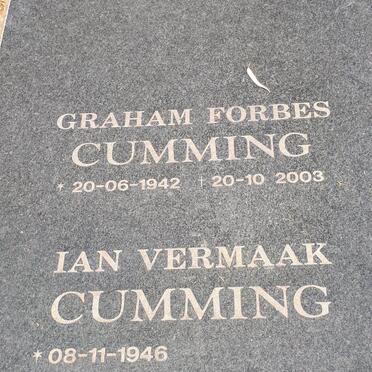 GRAHAM FORBES
CUMMING
* 20-06-1942 † 20-10 2003
IAN VERMAAK
CUMMING
* 08-11-1946